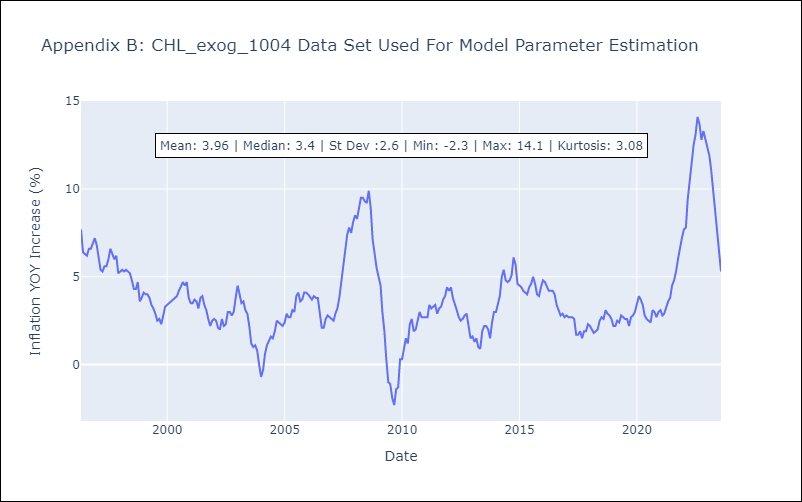 Appendix B: CHL_exog_1004 Data Set Used For Model Parameter Estimation
15
Mean: 3.96 | Median: 3.4 | St Dev :2.6 | Min: -2.3 | Max: 14.1 | Kurtosis: 3.08
10
5
0
Inflation YOY Increase (%)
2000 2005 2010 2015 2020
Date